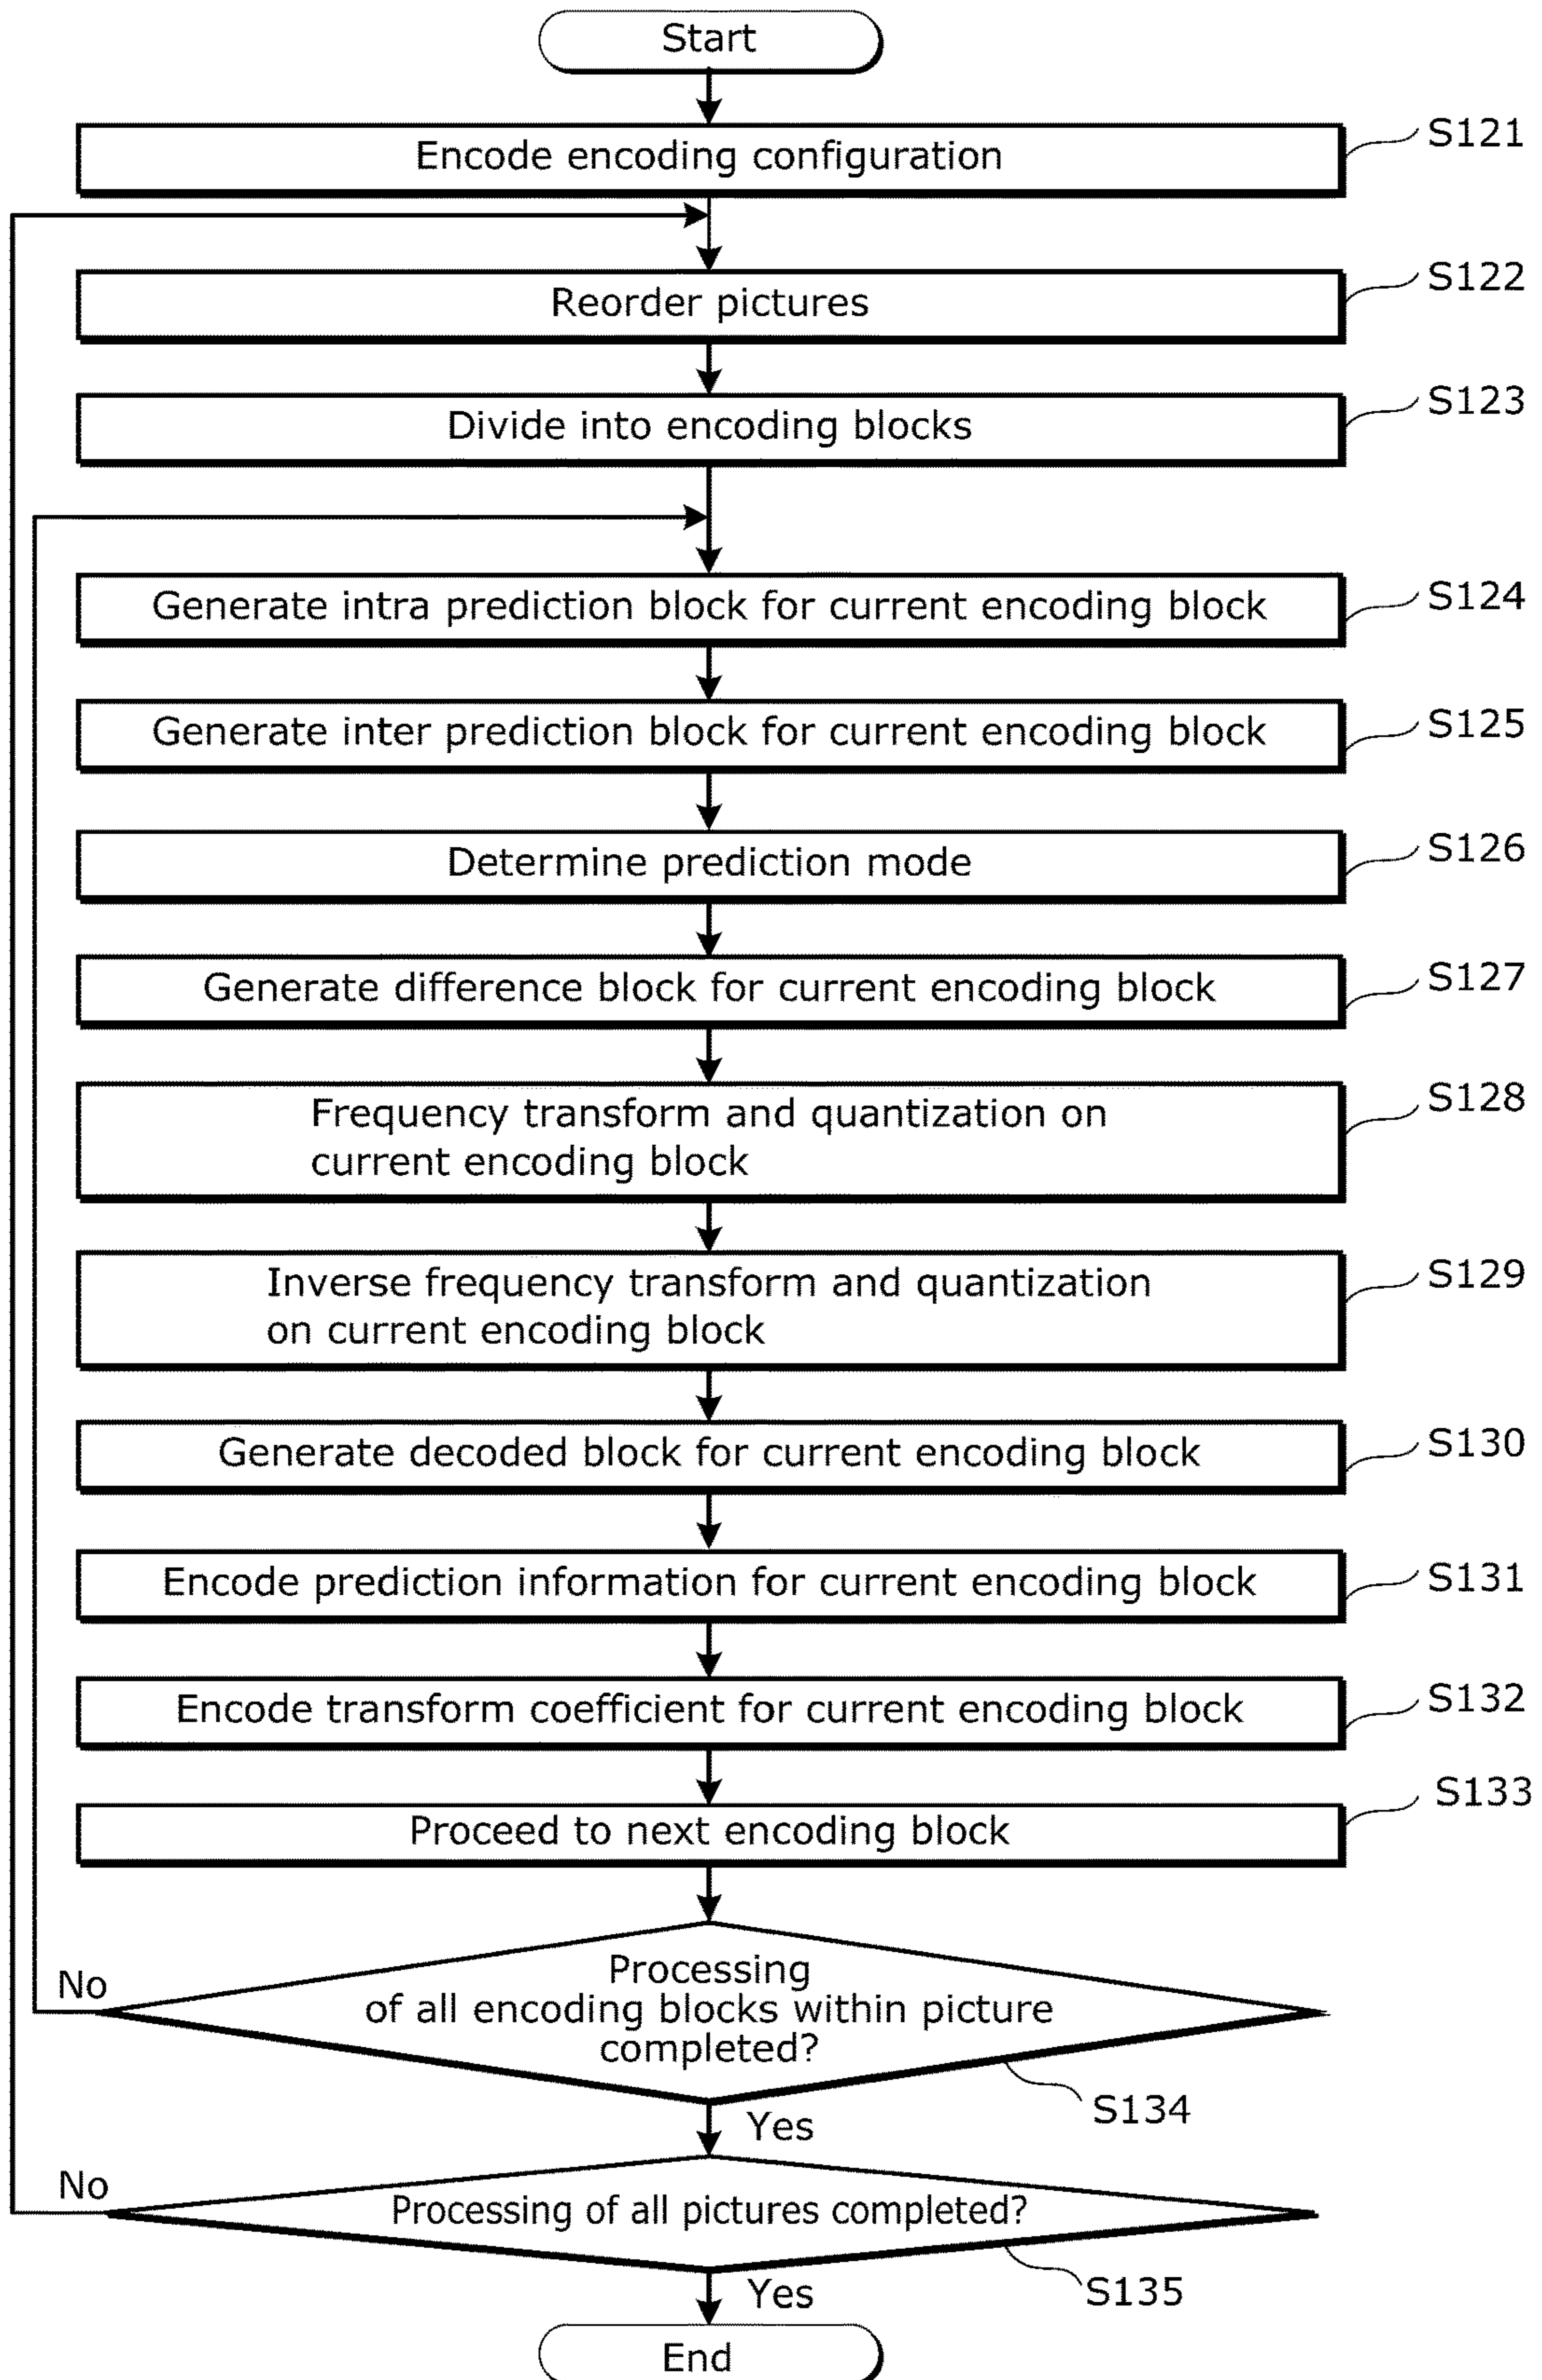 Start
Encode encoding configuration
S121
Reorder pictures
S122
Divide into encoding blocks
S123
Generate intra prediction block for current encoding block
S124
Generate inter prediction block for current encoding block
S125
Determine prediction mode
S126
Generate difference block for current encoding block
S127
Frequency transform and quantization on
current encoding block
S128
Inverse frequency transform and quantization
on current encoding block
S129
Generate decoded block for current encoding block
S130
Encode prediction information for current encoding block
S131
Encode transform coefficient for current encoding block
S132
Proceed to next encoding block
S133
No
Processing
of all encoding blocks within picture
completed?
S134
Yes
No
Processing of all pictures completed?
S135
Yes
End